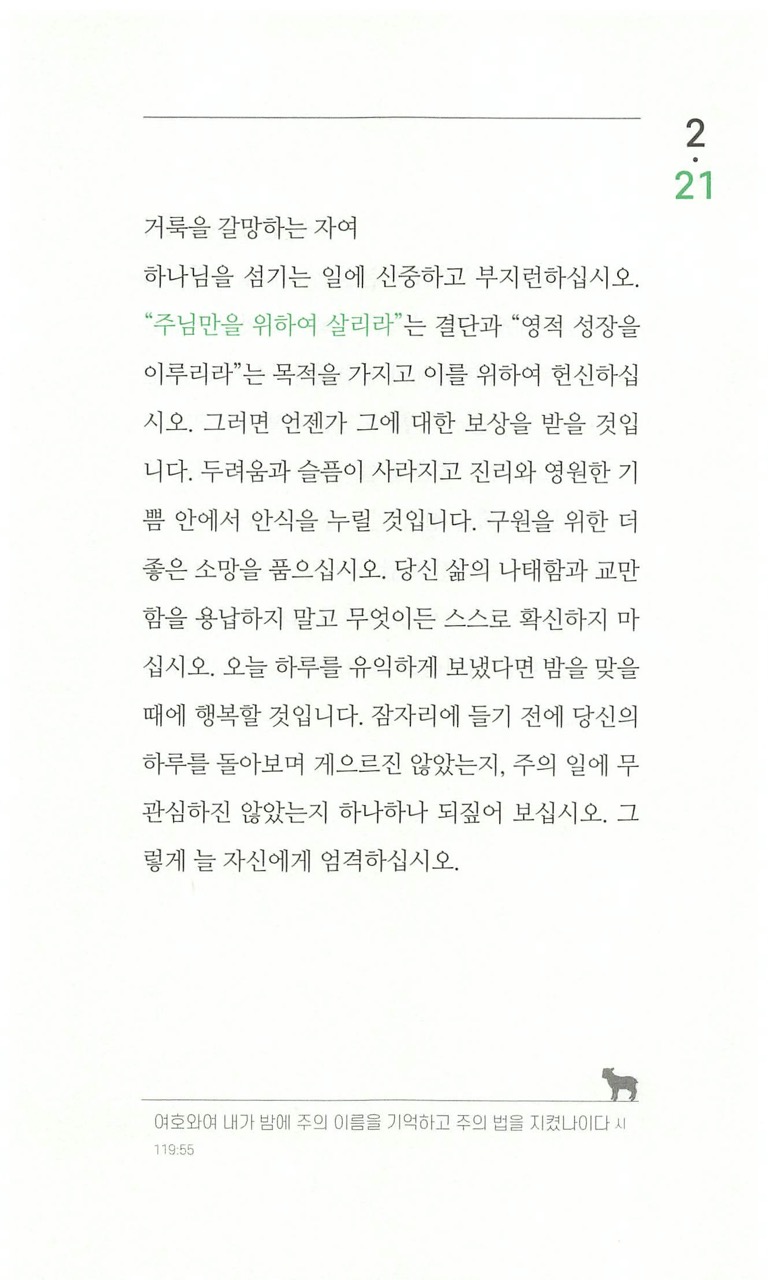 2
·
21
거룩을 갈망하는 자여
하나님을 섬기는 일에 신중하고 부지런하십시오.
“주님만을 위하여 살리라”는 결단과 “영적 성장을
이루리라”는 목적을 가지고 이를 위하여 헌신하십
시오. 그러면 언젠가 그에 대한 보상을 받을 것입
니다. 두려움과 슬픔이 사라지고 진리와 영원한 기
쁨 안에서 안식을 누릴 것입니다. 구원을 위한 더
좋은 소망을 품으십시오. 당신 삶의 나태함과 교만
함을 용납하지 말고 무엇이든 스스로 확신하지 마
십시오. 오늘 하루를 유익하게 보냈다면 밤을 맞을
때에 행복할 것입니다. 잠자리에 들기 전에 당신의
하루를 돌아보며 게으르진 않았는지, 주의 일에 무
관심하진 않았는지 하나하나 되짚어 보십시오. 그
렇게 늘 자신에게 엄격하십시오.
여호와여 내가 밤에 주의 이름을 기억하고 주의 법을 지켰나이다 시
119:55